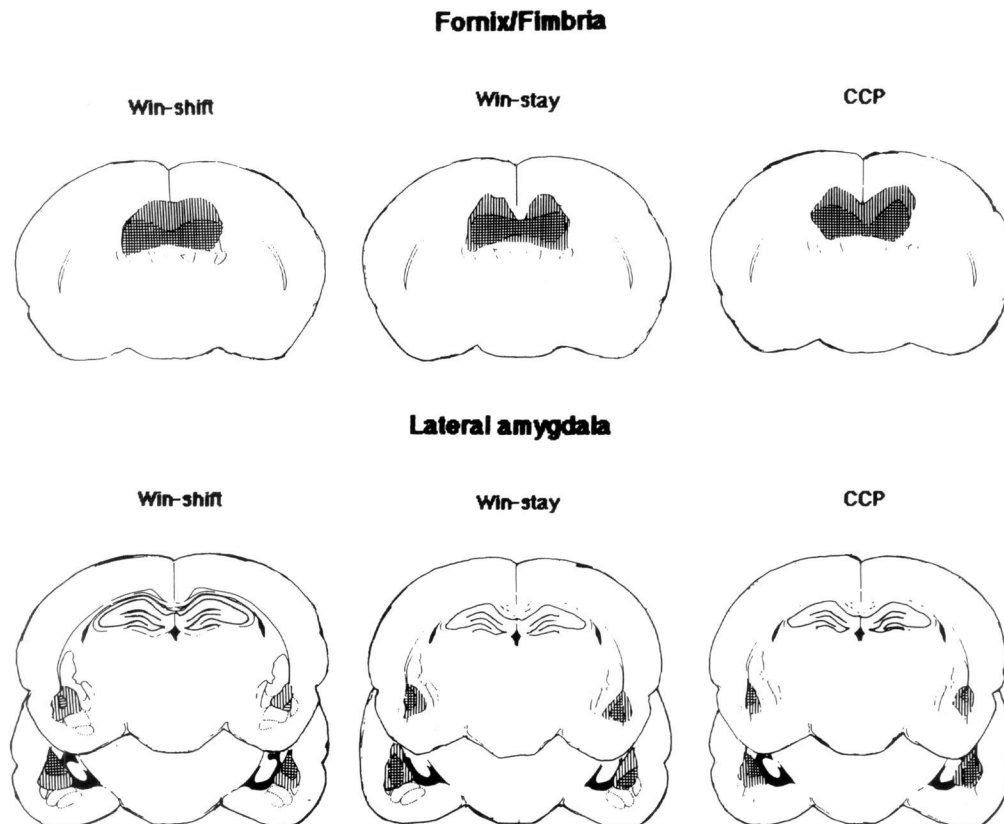 Fornix/Fimbria
Win-shift
Win-stay
CCP
Lateral amygdala
Win-shift
Win-stay
CCP